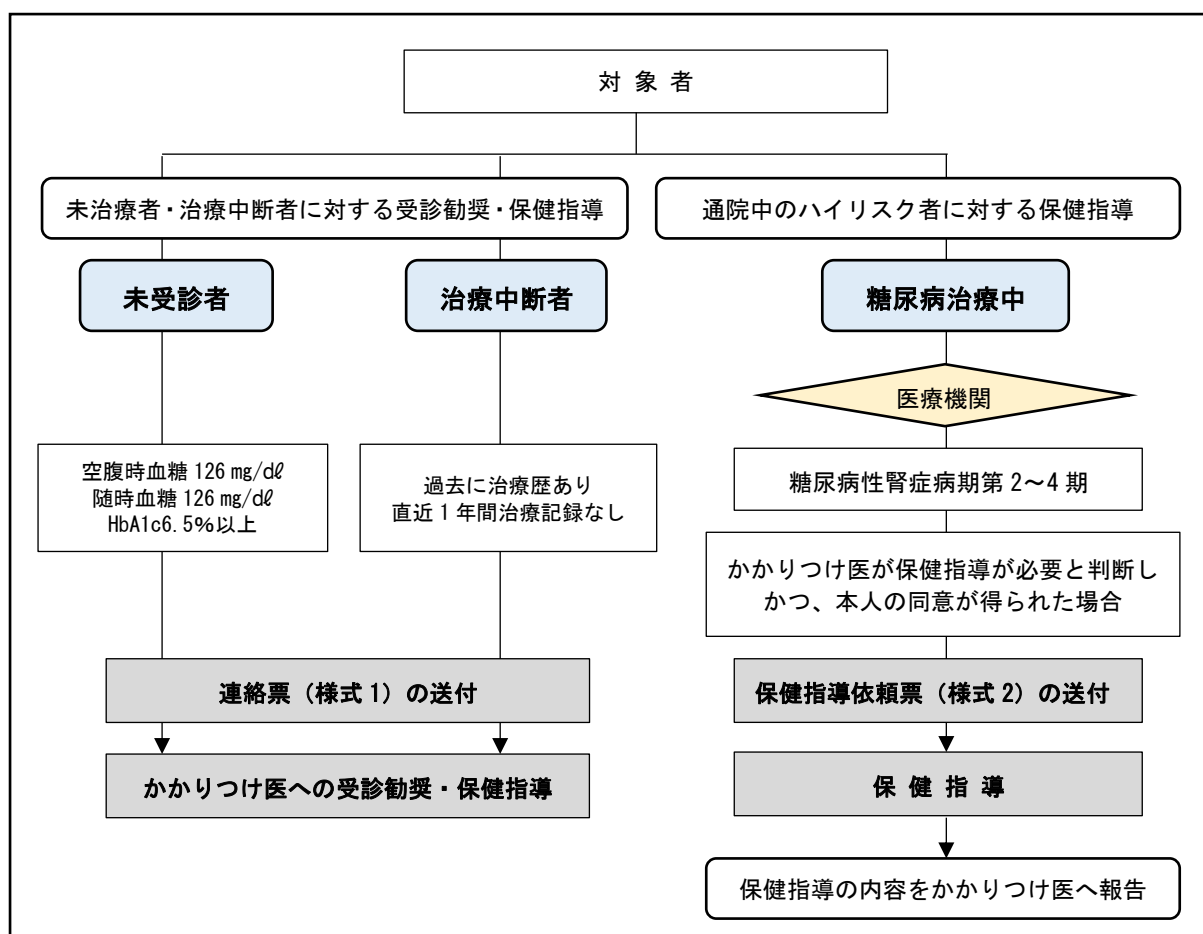 対 象 者
未治療者・治療中断者に対する受診勧奨・保健指導
通院中のハイリスク者に対する保健指導
未受診者
治療中断者
糖尿病治療中
医療機関
空腹時血糖 126 mg/dℓ
随時血糖 126 mg/dℓ
HbA1c6.5%以上
過去に治療歴あり
直近 1 年間治療記録なし
糖尿病性腎症病期第 2～4 期
かかりつけ医が保健指導が必要と判断し
かつ、本人の同意が得られた場合
連絡票（様式 1）の送付
保健指導依頼票（様式 2）の送付
かかりつけ医への受診勧奨・保健指導
保 健 指 導
保健指導の内容をかかりつけ医へ報告